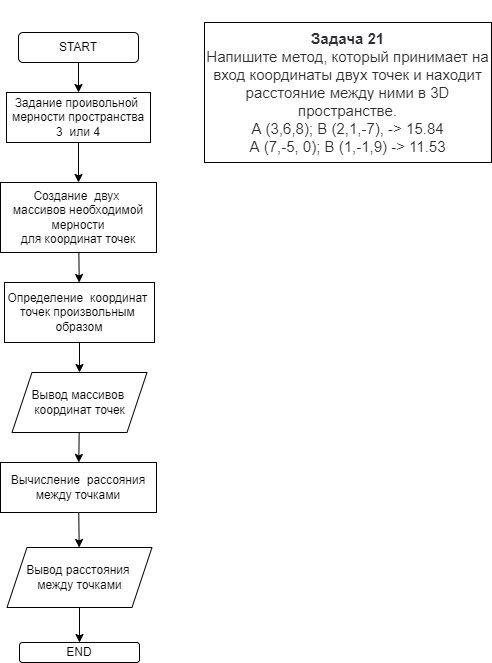 START
Задание проивольной
мерности пространства
3 или 4
Создание двух
массивов необходимой
мерности
для координат точек
Определение координат
точек произвольным
образом
Вывод массивов
координат точек
Вычисление рассояния
между точками
Вывод расстояния
между точками
END
Задача 21
Напишите метод, который принимает на
вход координаты двух точек и находит
расстояние между ними в 3D
пространстве.
A (3,6,8); B (2,1,-7), -> 15.84
A (7,-5, 0); B (1,-1,9) -> 11.53